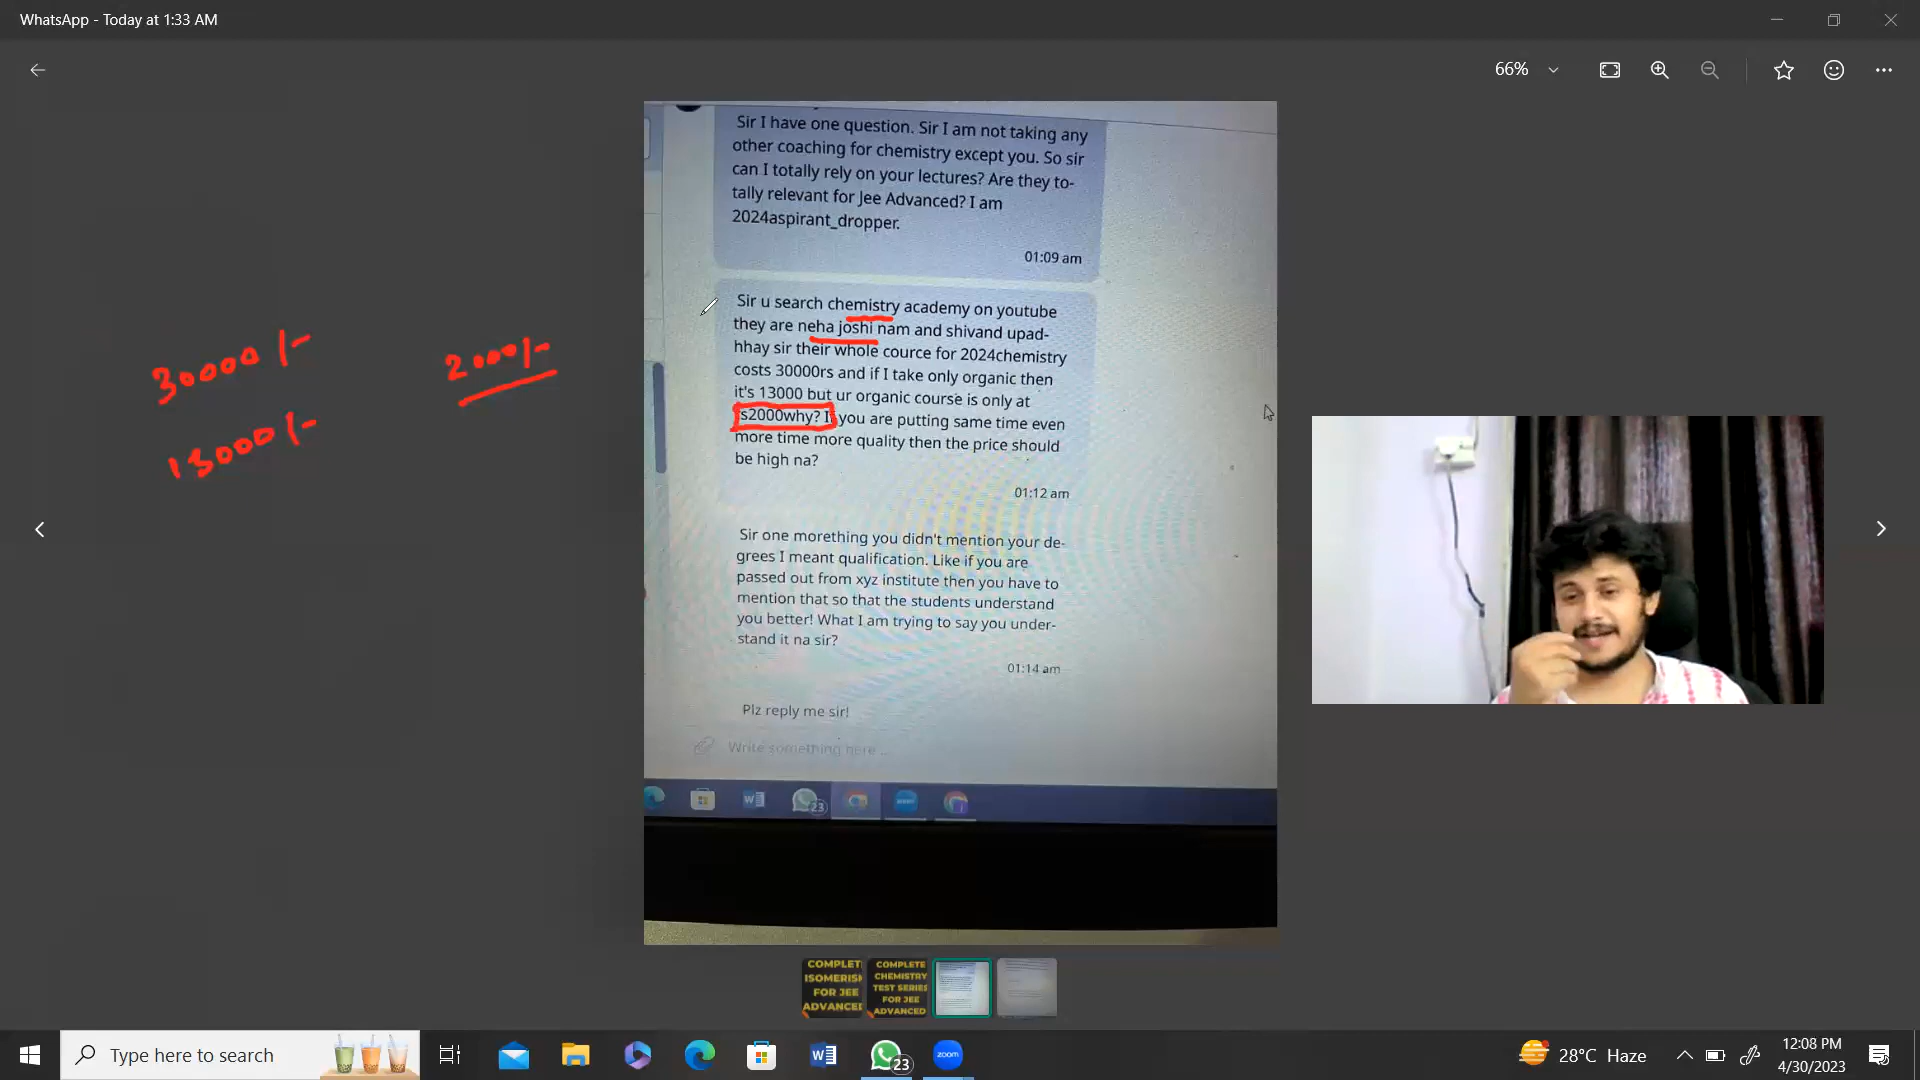 WhatsApp - Today at 1:33 AM
66%
Sir I have one question. Sir I am not taking any
other coaching for chemistry except you. So sir
can I totally rely on your lectures? Are they to-
tally relevant for Jee Advanced? I am
2024aspirant_dropper.
01:09 am
Sir u search chemistry academy on youtube
they are neha joshi nam and shivand upad-
hhay sir their whole cource for 2024chemistry
costs 30000rs and if I take only organic then
it's 13000 but ur organic course is only at
s2000why? If you are putting same time even
more time more quality then the price should
be high na?
01:12 am
Sir one morething you didn't mention your de-
grees I meant qualification. Like if you are
passed out from xyz institute then you have to
mention that so that the students understand
you better! What I am trying to say you under-
stand it na sir?
01:14 am
Plz reply me sir!
Write something here ...
30000/-
13000/-
2000/-
23
COMPLETE
ISOMERISM
FOR JEE
ADVANCED
COMPLETE
CHEMISTRY
TEST SERIES
FOR JEE
ADVANCED
Type here to search
23
zoom
28°C Haze
12:08 PM
4/30/2023